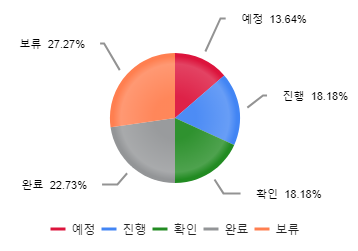 예정 13.64%
보류 27.27%
진행 18.18%
완료 22.73%
확인 18.18%
예정 진행 확인 완료 보류